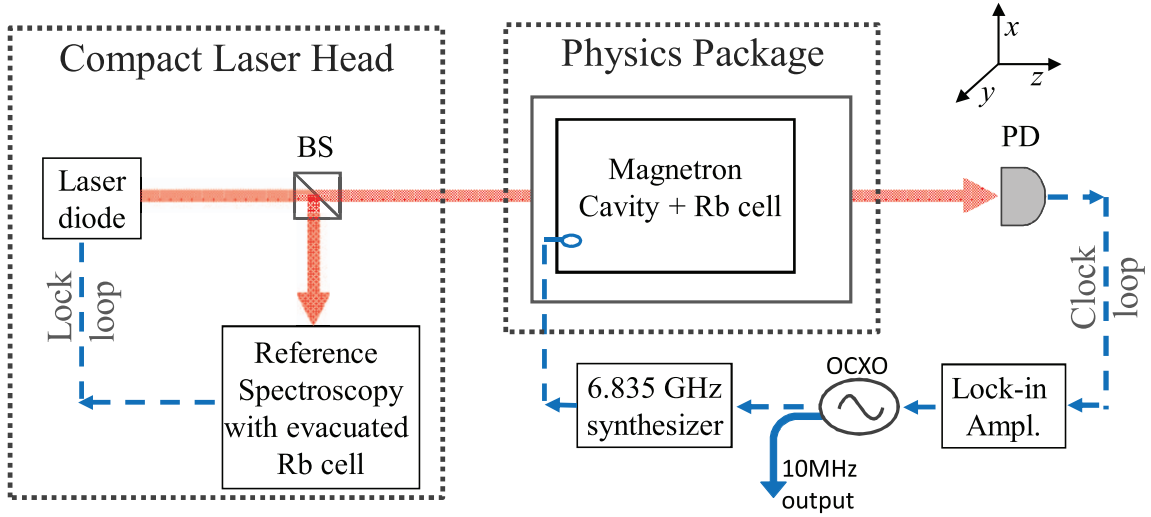 Compact Laser Head
Laser
diode
BS
Lock
loop
Reference
Spectroscopy
with evacuated
Rb cell
Physics Package
Magnetron
Cavity + Rb cell
x
y
z
PD
Clock
loop
6.835 GHz
synthesizer
OCXO
Lock-in
Ampl.
10MHz
output